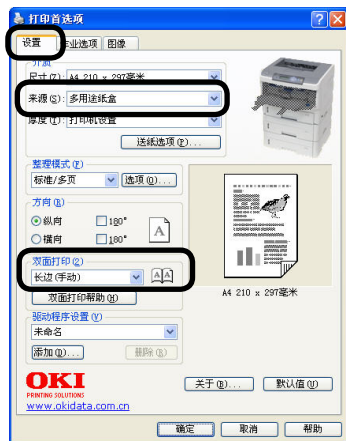 打印首选项
设置 作业选项 图像
介质
尺寸(Z): A4 210 x 297毫米
来源(S): 多用途纸盒
厚度(T): 打印机设置
送纸选项(P)...
整理模式(F)
标准/多页 选项(O)...
方向(R)
纵向 180°
横向 180°
双面打印(2)
长边(手动)
双面打印帮助(H)
A4 210 x 297毫米
驱动程序设置(V)
未命名
添加(D)... 删除(R)
OKI
PRINTING SOLUTIONS
www.okidata.com.cn
关于(B)... 默认值(U)
确定 取消 帮助